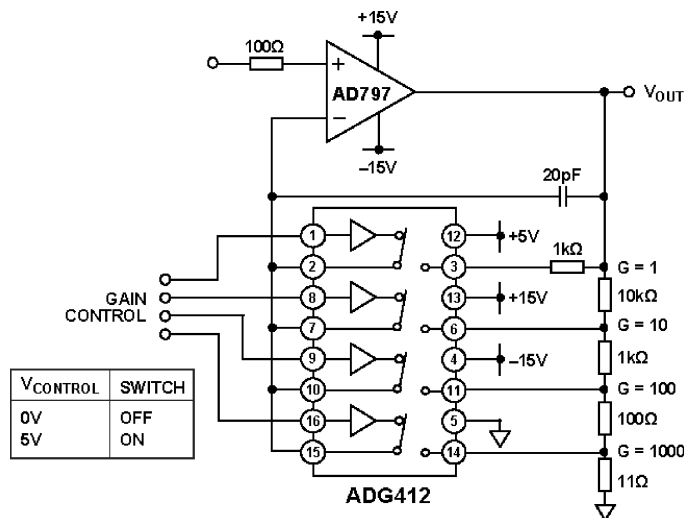 +15V
100Ω
+
AD797
−
–15V
VOUT
20pF
1 12 +5V
1kΩ
2 3 G = 1
GAIN CONTROL
8 13 +15V
10kΩ
7 6 G = 10
9 4 –15V
1kΩ
10 11 G = 100
16 5
100Ω
15 14 G = 1000
11Ω
VCONTROL SWITCH
0V OFF
5V ON
ADG412